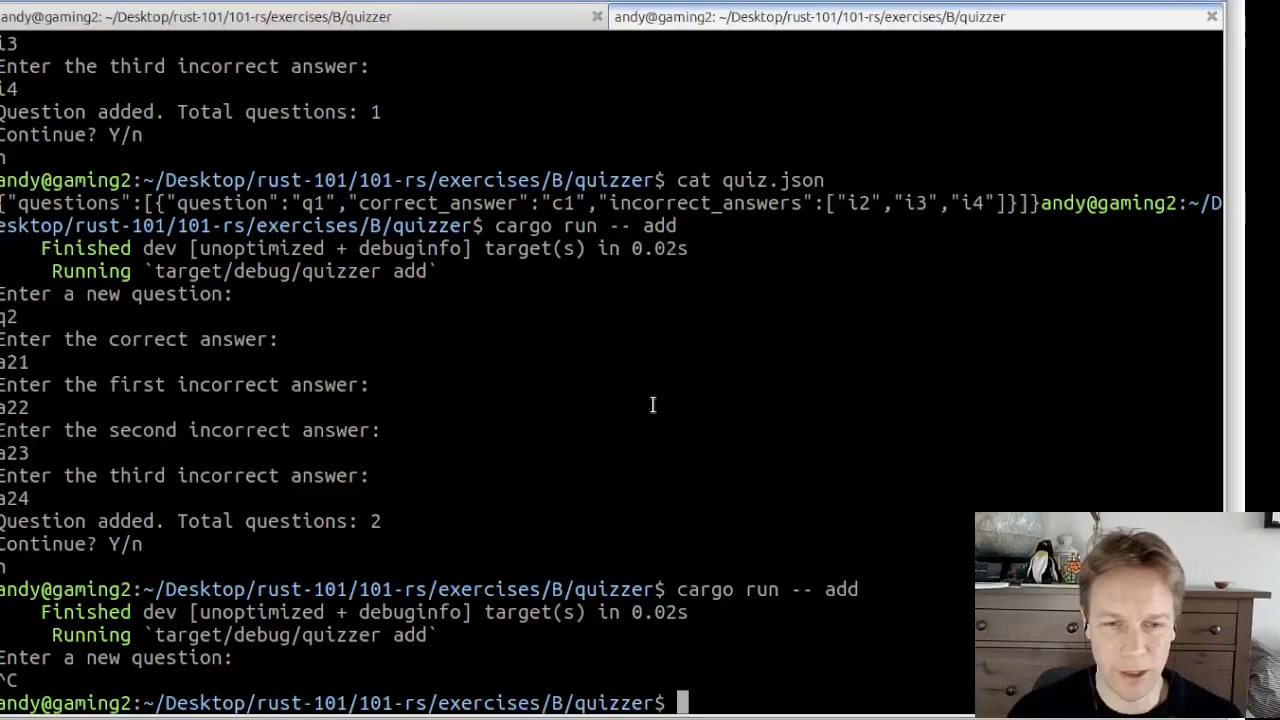 andy@gaming2: ~/Desktop/rust-101/101-rs/exercises/B/quizzer
andy@gaming2: ~/Desktop/rust-101/101-rs/exercises/B/quizzer
i3
Enter the third incorrect answer:
i4
Question added. Total questions: 1
Continue? Y/n
n
andy@gaming2:~/Desktop/rust-101/101-rs/exercises/B/quizzer$ cat quiz.json
{"questions":[{"question":"q1","correct_answer":"c1","incorrect_answers":["i2","i3","i4"]}]}andy@gaming2:~/D
esktop/rust-101/101-rs/exercises/B/quizzer$ cargo run -- add
Finished dev [unoptimized + debuginfo] target(s) in 0.02s
Running `target/debug/quizzer add`
Enter a new question:
q2
Enter the correct answer:
a21
Enter the first incorrect answer:
a22
Enter the second incorrect answer:
a23
Enter the third incorrect answer:
a24
Question added. Total questions: 2
Continue? Y/n
n
andy@gaming2:~/Desktop/rust-101/101-rs/exercises/B/quizzer$ cargo run -- add
Finished dev [unoptimized + debuginfo] target(s) in 0.02s
Running `target/debug/quizzer add`
Enter a new question:
^C
andy@gaming2:~/Desktop/rust-101/101-rs/exercises/B/quizzer$